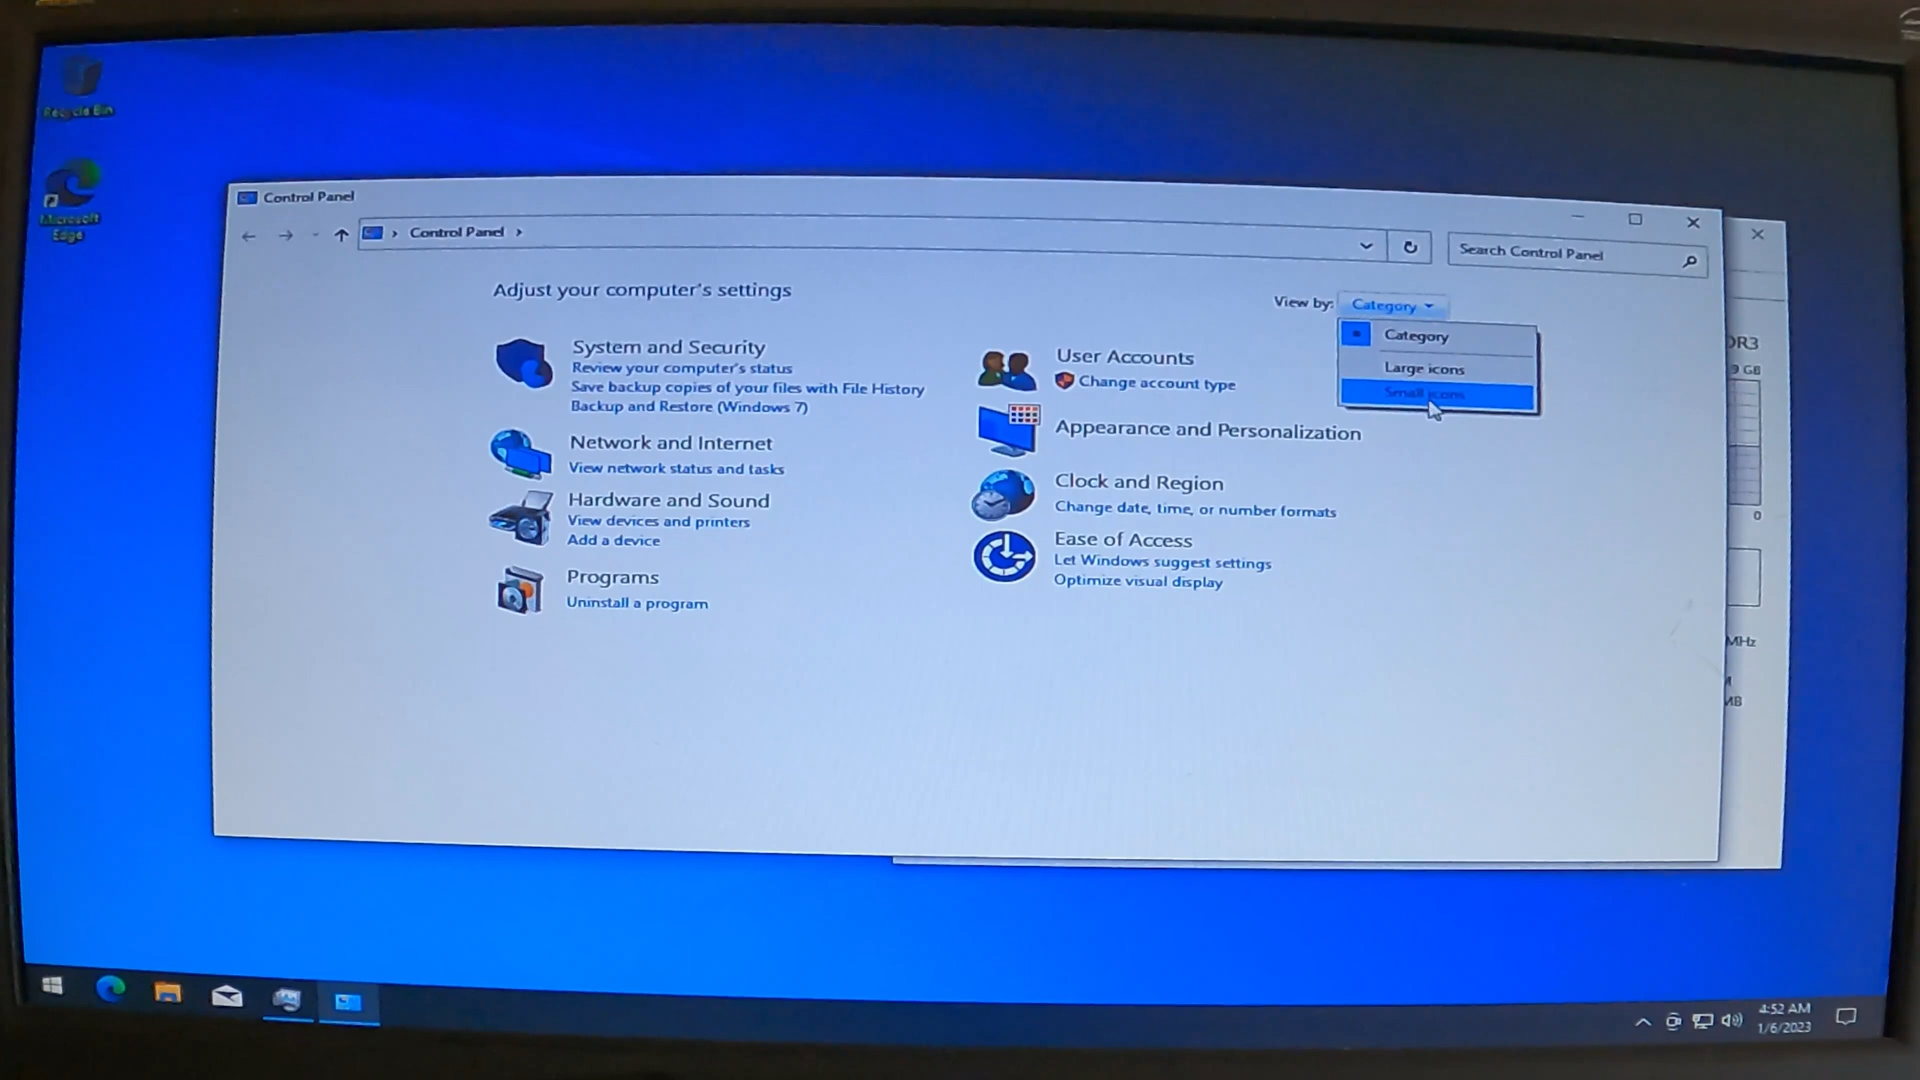 Recycle Bin
Microsoft
Edge
Control Panel
Control Panel
Search Control Panel
Adjust your computer's settings
View by:
Category
Category
Large icons
Small icons
System and Security
Review your computer's status
Save backup copies of your files with File History
Backup and Restore (Windows 7)
Network and Internet
View network status and tasks
Hardware and Sound
View devices and printers
Add a device
Programs
Uninstall a program
User Accounts
Change account type
Appearance and Personalization
Clock and Region
Change date, time, or number formats
Ease of Access
Let Windows suggest settings
Optimize visual display
DR3
9 GB
0
MHz
MB
4:52 AM
1/6/2023